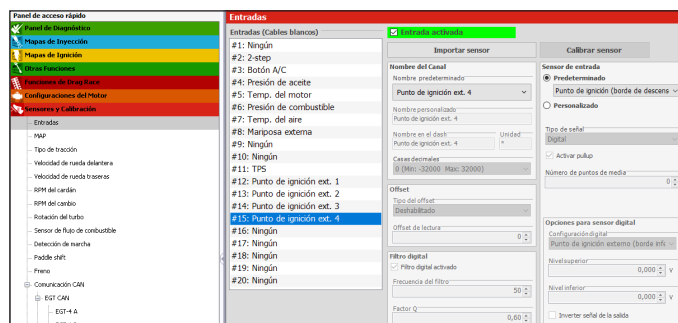 Panel de acceso rápido
Panel de Diagnóstico
Mapas de Inyección
Mapas de Ignición
Otras Funciones
Funciones de Drag Race
Configuraciones del Motor
Sensores y Calibración
Entradas
MAP
Tipo de tracción
Velocidad de rueda delantera
Velocidad de rueda traseras
RPM del cardán
RPM del cambio
Rotación del turbo
Sensor de flujo de combustible
Detección de marcha
Paddle shift
Freno
Comunicación CAN
EGT CAN
EGT-4 A
Entradas
Entradas (Cables blancos)
#1: Ningún
#2: 2-step
#3: Botón A/C
#4: Presión de aceite
#5: Temp. del motor
#6: Presión de combustible
#7: Temp. del aire
#8: Mariposa externa
#9: Ningún
#10: Ningún
#11: TPS
#12: Punto de ignición ext. 1
#13: Punto de ignición ext. 2
#14: Punto de ignición ext. 3
#15: Punto de ignición ext. 4
#16: Ningún
#17: Ningún
#18: Ningún
#19: Ningún
#20: Ningún
Entrada activada
Importar sensor
Calibrar sensor
Nombre del Canal
Nombre predeterminado
Punto de ignición ext. 4
Nombre personalizado
Punto de ignición ext. 4
Nombre en el dash
Unidad
Punto de ignición ext. 4
°
Casas decimales
0 (Min: -32000 Max: 32000)
Offset
Tipo del offset
Deshabilitado
Offset de lectura
0
Filtro digital
Filtro digital activado
Frecuencia del filtro
50
Factor Q
0,60
Sensor de entrada
Predeterminado
Punto de ignición (borde de descens
Personalizado
Tipo de señal
Digital
Activar pullup
Número de puntos de media
0
Opciones para sensor digital
Configuración digital
Punto de ignición externo (borde infe
Nivel superior
0,000 V
Nivel inferior
0,000 V
Inverter señal de la salida